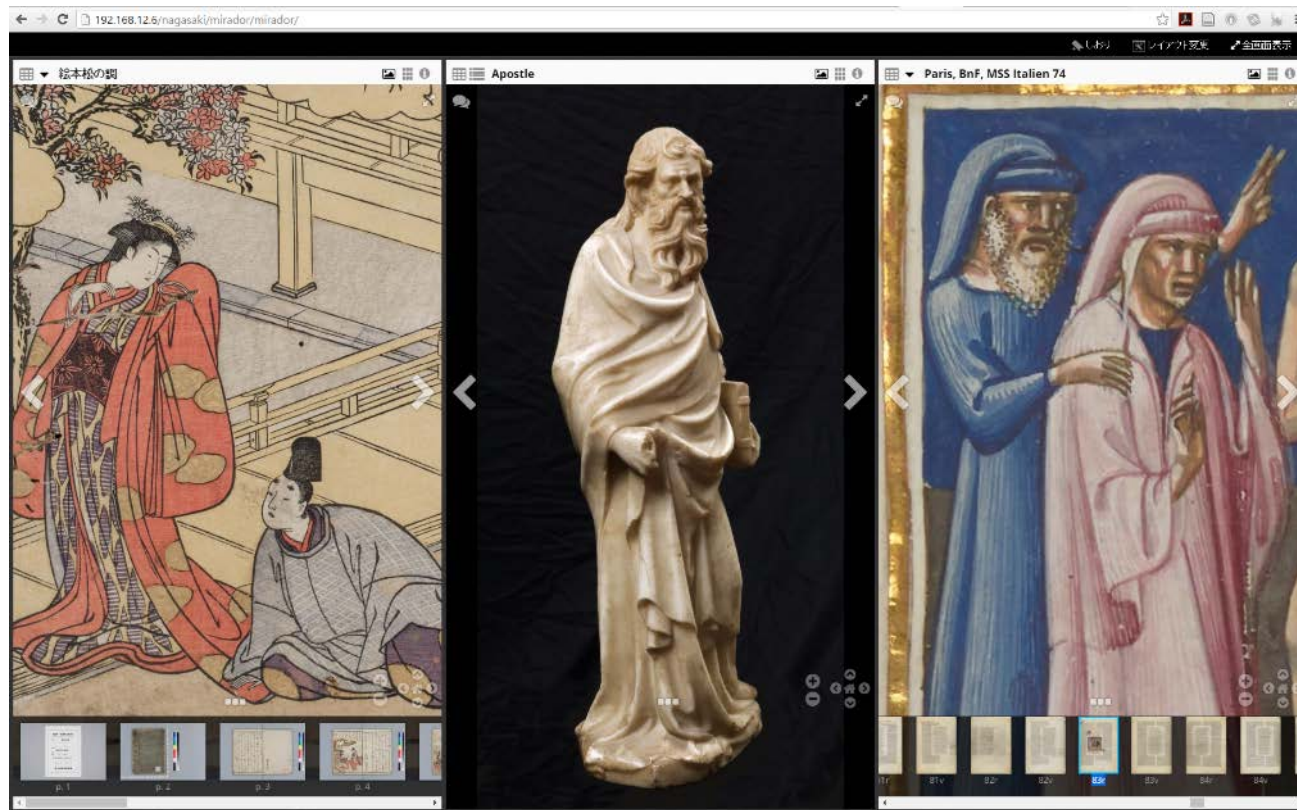 192.168.12.6/nagasaki/mirador/mirador/
しおり
レイアウト変更
全画面表示
絵本松の調
Apostle
Paris, BnF, MSS Italien 74
p. 1
p. 2
p. 3
p. 4
81v
82r
82v
83r
83v
84r
84v